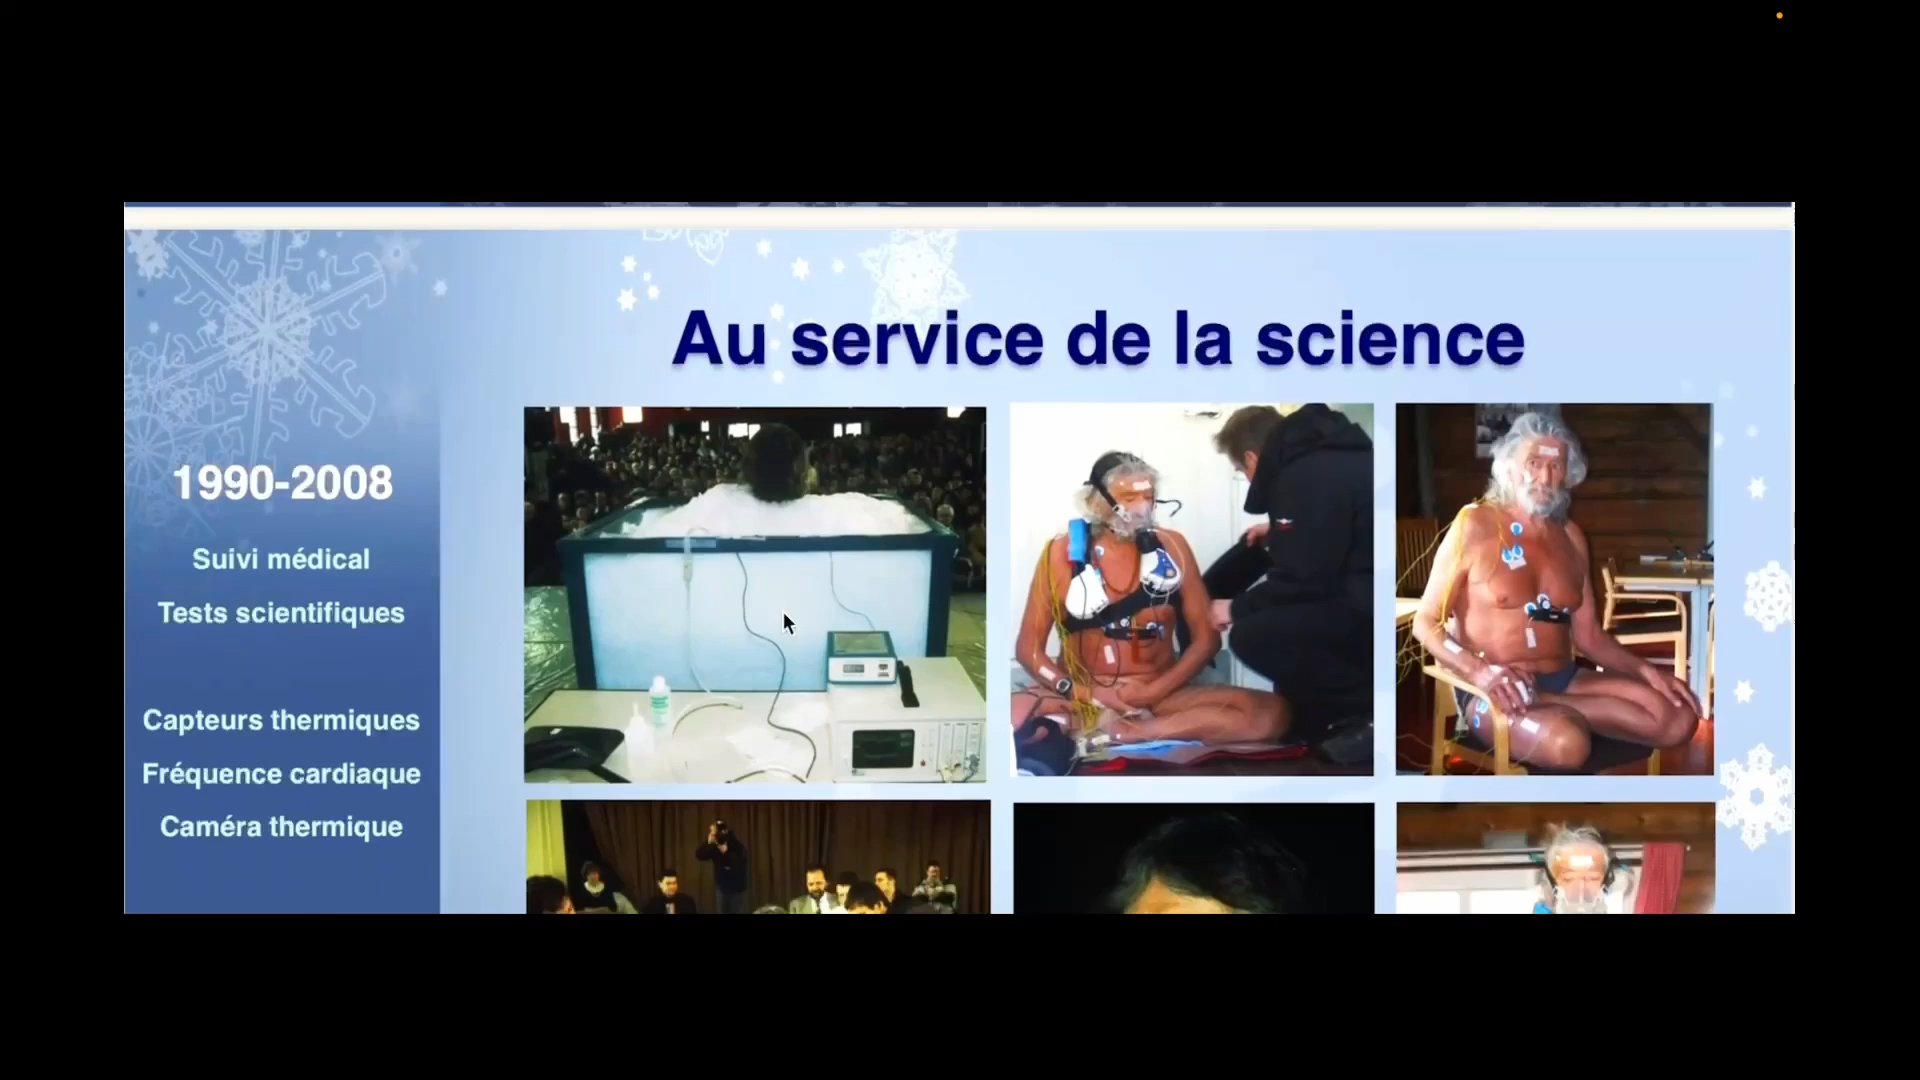 Au service de la science
1990-2008
Suivi médical
Tests scientifiques
Capteurs thermiques
Fréquence cardiaque
Caméra thermique